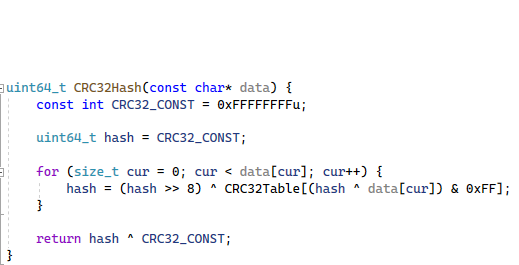 uint64_t CRC32Hash(const char* data) {
const int CRC32_CONST = 0xFFFFFFFFu;
uint64_t hash = CRC32_CONST;
for (size_t cur = 0; cur < data[cur]; cur++) {
hash = (hash >> 8) ^ CRC32Table[(hash ^ data[cur]) & 0xFF];
}
return hash ^ CRC32_CONST;
}